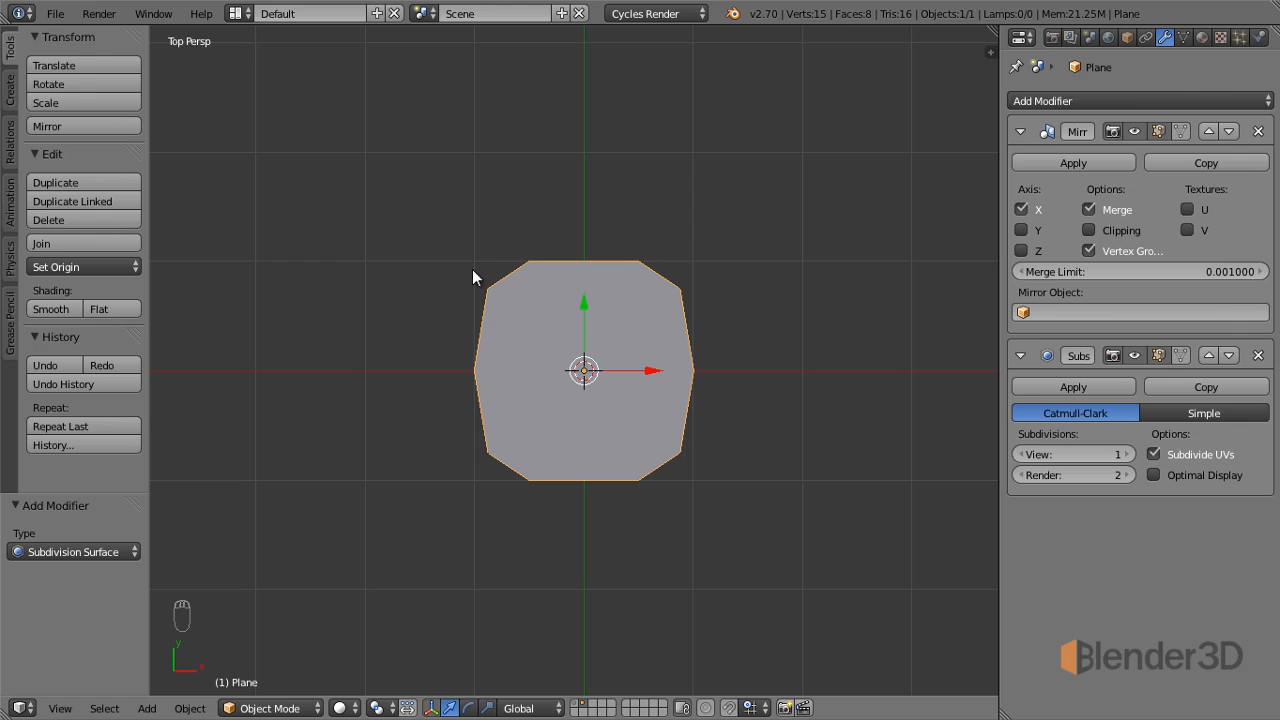 File Render Window Help Default Scene Cycles Render v2.70 | Verts:15 | Faces:8 | Tris:16 | Objects:1/1 | Lamps:0/0 | Mem:21.25M | Plane
Tools
Create
Relations
Animation
Physics
Grease Pencil
Transform
Translate
Rotate
Scale
Mirror
Edit
Duplicate
Duplicate Linked
Delete
Join
Set Origin
Shading:
Smooth Flat
History
Undo Redo
Undo History
Repeat:
Repeat Last
History...
Add Modifier
Type
Subdivision Surface
Top Persp
y
x
(1) Plane
Plane
Add Modifier
Mirr
Apply Copy
Axis: Options: Textures:
X Merge U
Y Clipping V
Z Vertex Gro...
Merge Limit: 0.001000
Mirror Object:
Subs
Apply Copy
Catmull-Clark Simple
Subdivisions: Options:
View: 1 Subdivide UVs
Render: 2 Optimal Display
Blender3D
View Select Add Object Object Mode Global